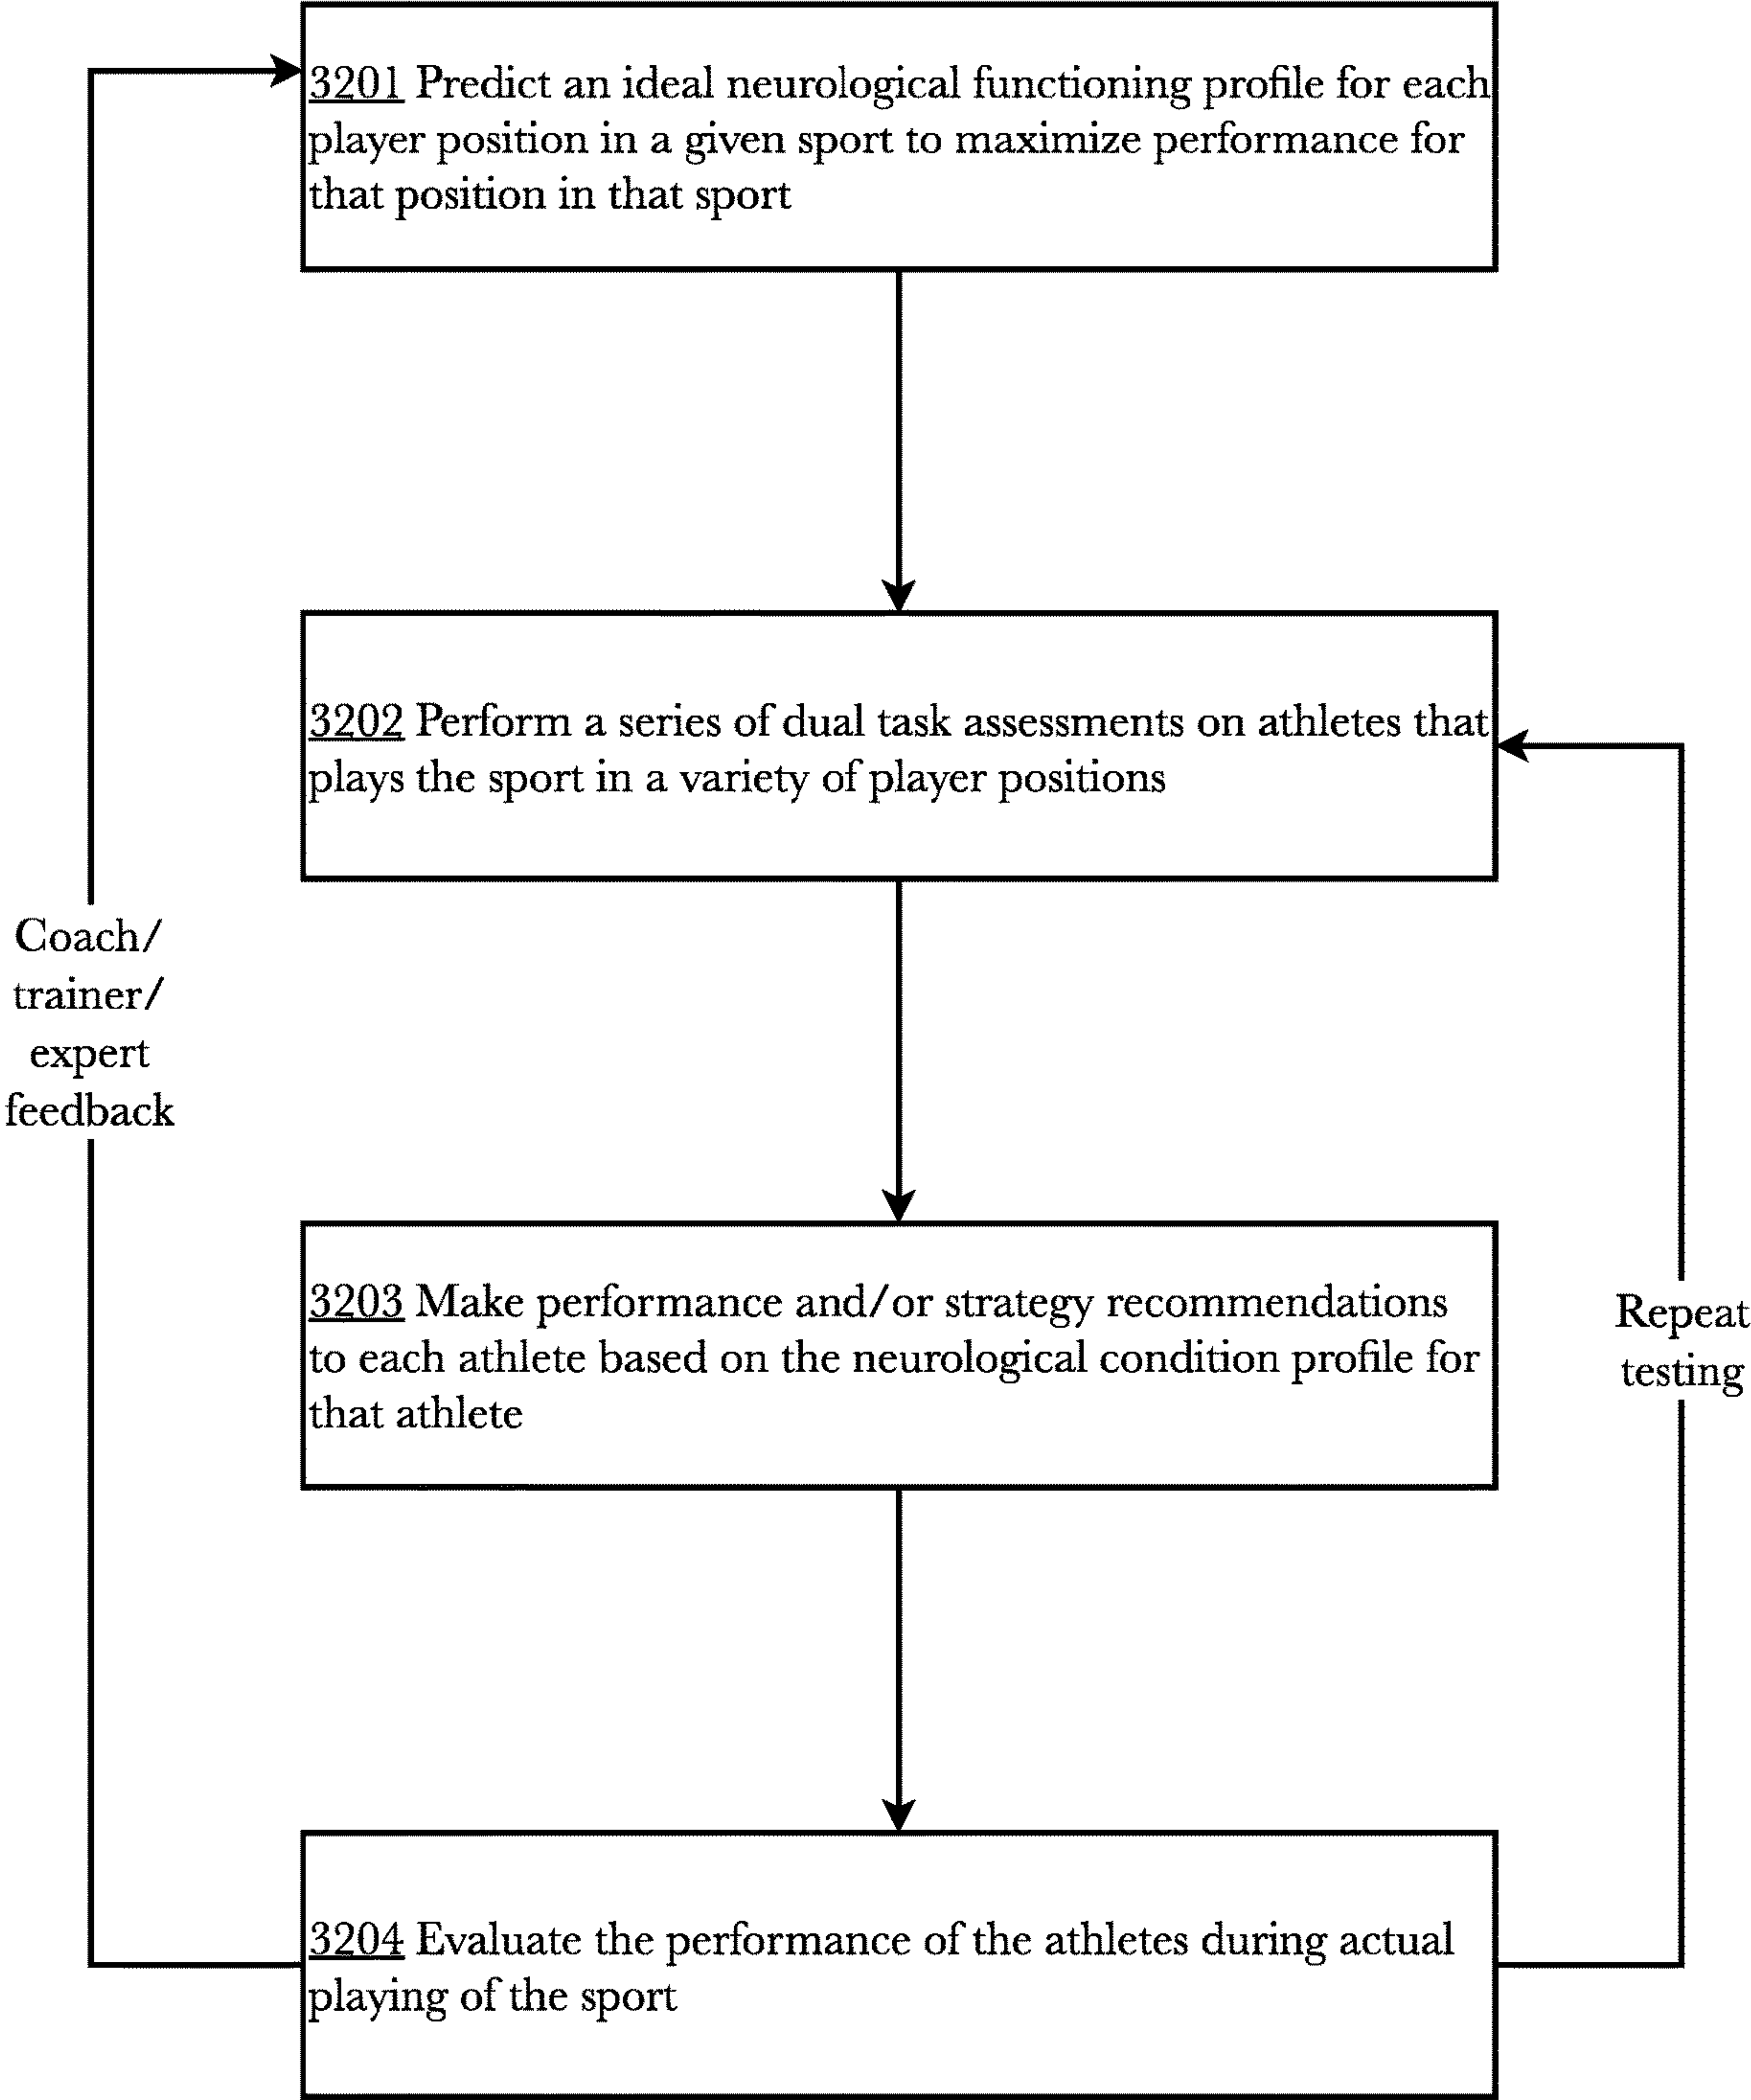 3201 Predict an ideal neurological functioning profile for each
player position in a given sport to maximize performance for
that position in that sport
3202 Perform a series of dual task assessments on athletes that
plays the sport in a variety of player positions
Coach/
trainer/
expert
feedback
3203 Make performance and/or strategy recommendations
to each athlete based on the neurological condition profile for
that athlete
Repeat
testing
3204 Evaluate the performance of the athletes during actual
playing of the sport